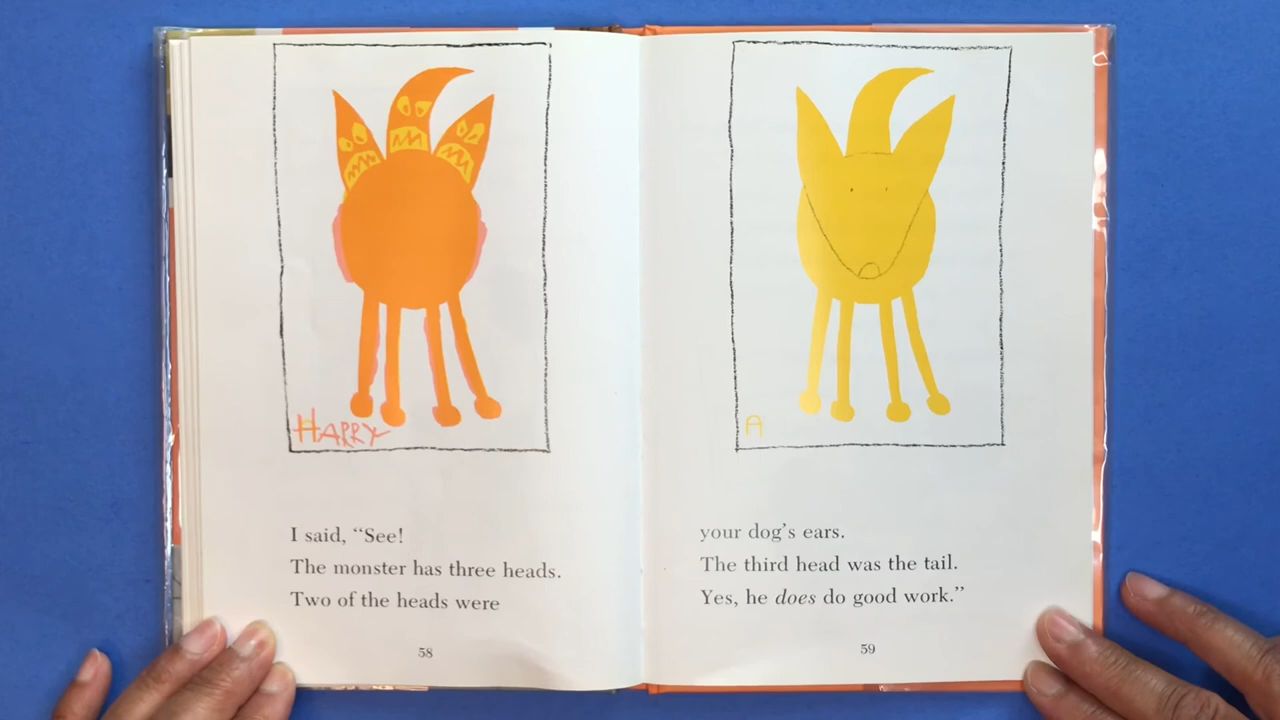 HARRY
I said, “See!
The monster has three heads.
Two of the heads were
58
A
your dog’s ears.
The third head was the tail.
Yes, he does do good work.”
59